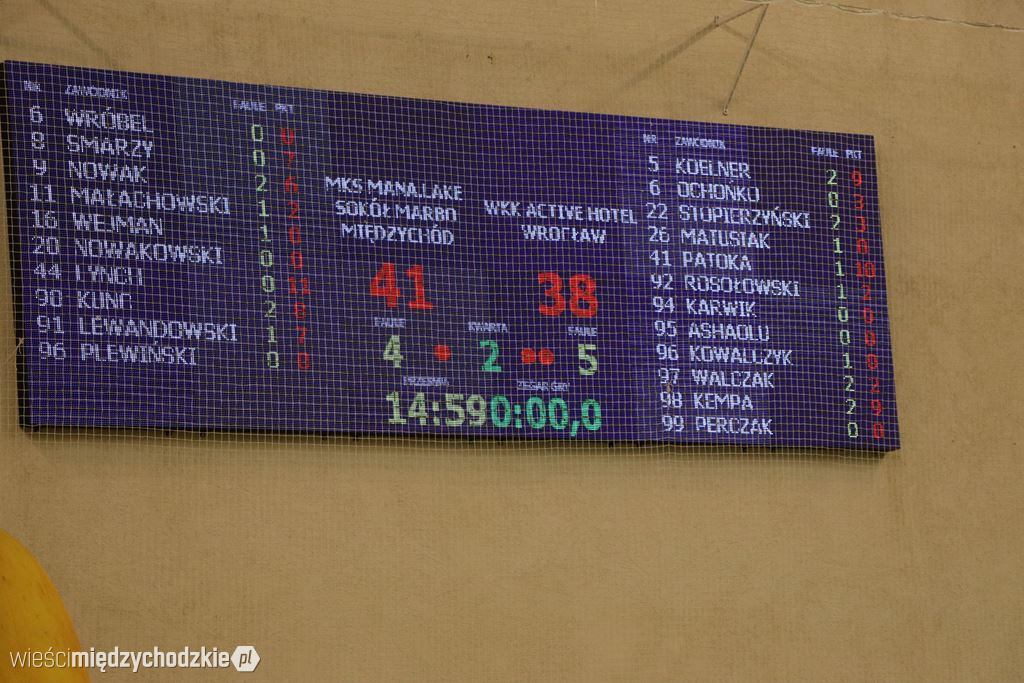 NR ZAWODNIK FAULE PKT
6 WRÓBEL 0 0
8 SMARZY 0 7
9 NOWAK 2 6
11 MAŁACHOWSKI 1 2
16 WEJMAN 1 0
20 NOWAKOWSKI 0 0
44 LYNCH 0 11
90 KUNC 2 8
91 LEWANDOWSKI 1 7
96 PLEWIŃSKI 0 0
MKS MANA.LAKE
SOKÓŁ MARBO
MIĘDZYCHÓD
WKK ACTIVE HOTEL
WROCŁAW
41 38
FAULE KWARTA FAULE
4 2 5
PRZERWA ZEGAR GRY
14:59 0:00,0
NR ZAWODNIK FAULE PKT
5 KOELNER 2 9
6 OCHOŃKO 0 3
22 STOPIERZYŃSKI 2 3
26 MATUSIAK 1 0
41 PATOKA 1 10
92 ROSOŁOWSKI 1 2
94 KARWIK 0 0
95 ASHAOLU 0 0
96 KOWALCZYK 1 0
97 WALCZAK 2 2
98 KEMPA 2 9
99 PERCZAK 0 0
wieścimiędzychodzkie.pl